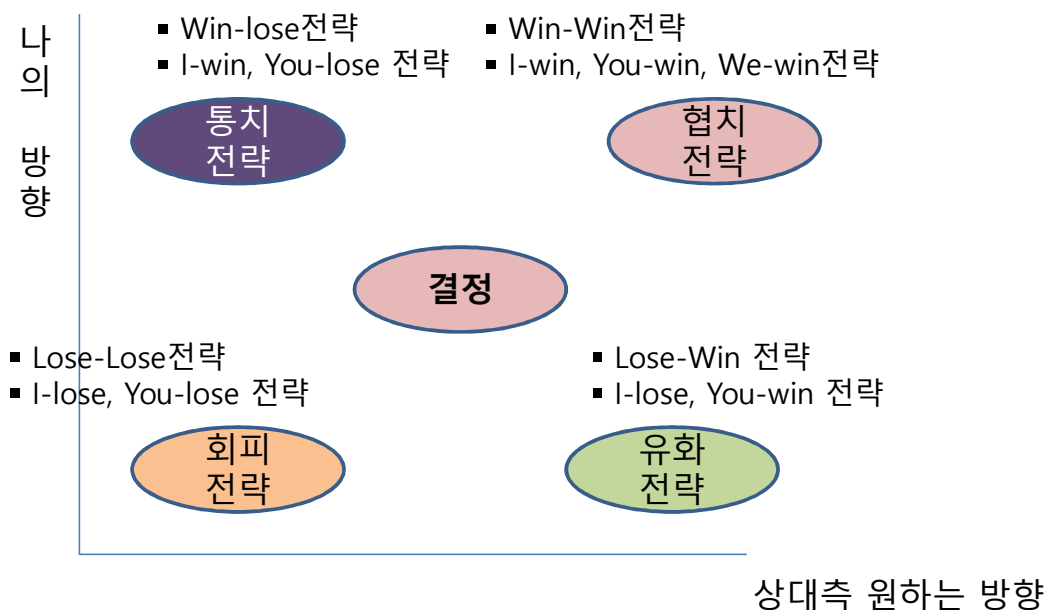 나의 방향
▪ Win-lose전략
▪ I-win, You-lose 전략
▪ Win-Win전략
▪ I-win, You-win, We-win전략
통치
전략
협치
전략
결정
▪ Lose-Lose전략
▪ I-lose, You-lose 전략
▪ Lose-Win 전략
▪ I-lose, You-win 전략
회피
전략
유화
전략
상대측 원하는 방향